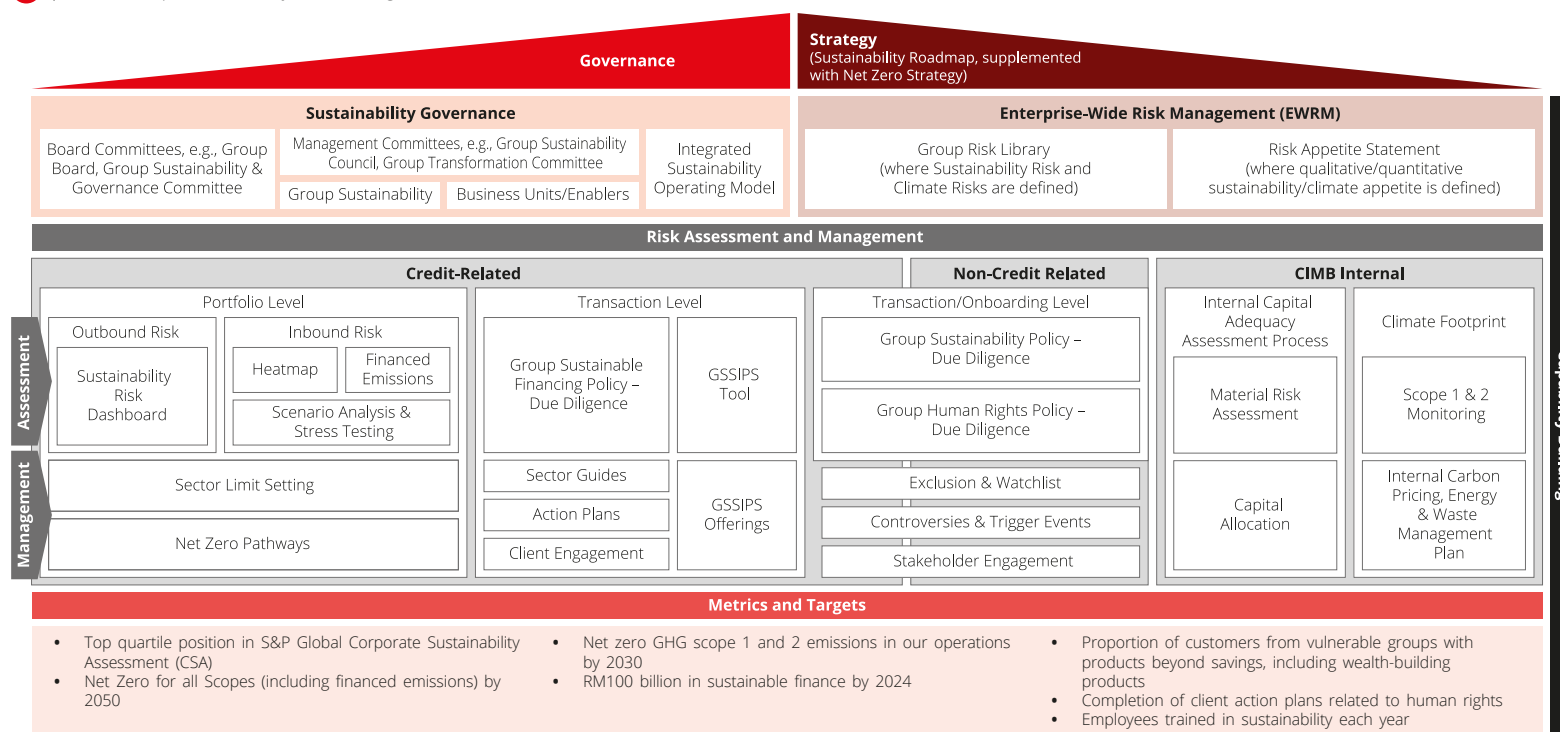 Governance
Strategy
(Sustainability Roadmap, supplemented
with Net Zero Strategy)
Sustainability Governance
Board Committees, e.g., Group
Board, Group Sustainability &
Governance Committee
Management Committees, e.g., Group Sustainability
Council, Group Transformation Committee
Group Sustainability
Business Units/Enablers
Integrated
Sustainability
Operating Model
Enterprise-Wide Risk Management (EWRM)
Group Risk Library
(where Sustainability Risk and
Climate Risks are defined)
Risk Appetite Statement
(where qualitative/quantitative
sustainability/climate appetite is defined)
Risk Assessment and Management
Assessment
Management
Credit-Related
Portfolio Level
Outbound Risk
Sustainability
Risk
Dashboard
Inbound Risk
Heatmap
Financed
Emissions
Scenario Analysis &
Stress Testing
Sector Limit Setting
Net Zero Pathways
Transaction Level
Group Sustainable
Financing Policy –
Due Diligence
GSSIPS
Tool
Sector Guides
Action Plans
Client Engagement
GSSIPS
Offerings
Non-Credit Related
Transaction/Onboarding Level
Group Sustainability Policy –
Due Diligence
Group Human Rights Policy –
Due Diligence
Exclusion & Watchlist
Controversies & Trigger Events
Stakeholder Engagement
CIMB Internal
Internal Capital
Adequacy
Assessment Process
Material Risk
Assessment
Capital
Allocation
Climate Footprint
Scope 1 & 2
Monitoring
Internal Carbon
Pricing, Energy
& Waste
Management
Plan
Metrics and Targets
• Top quartile position in S&P Global Corporate Sustainability
Assessment (CSA)
• Net Zero for all Scopes (including financed emissions) by
2050
• Net zero GHG scope 1 and 2 emissions in our operations
by 2030
• RM100 billion in sustainable finance by 2024
• Proportion of customers from vulnerable groups with
products beyond savings, including wealth-building
products
• Completion of client action plans related to human rights
• Employees trained in sustainability each year